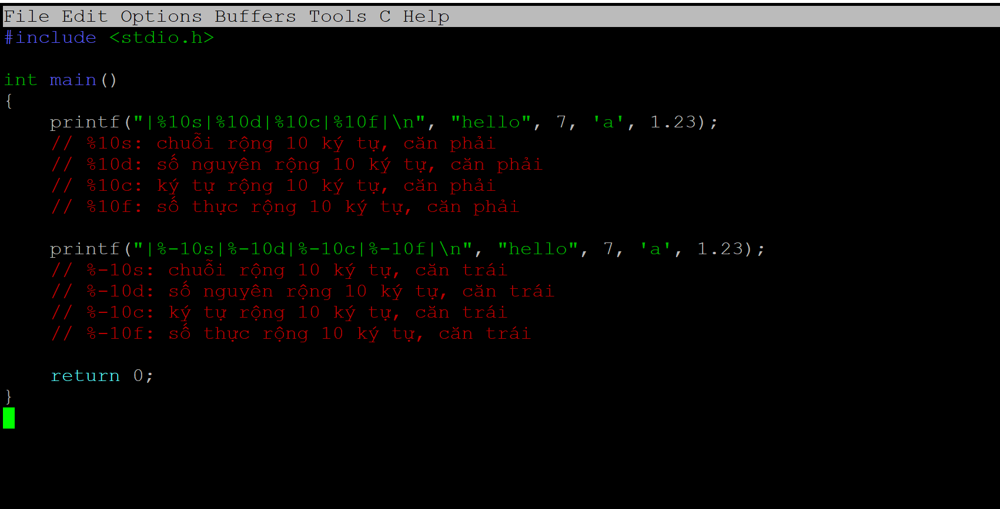 File Edit Options Buffers Tools C Help
#include <stdio.h>
int main()
{
printf("|%10s|%10d|%10c|%10f|\n", "hello", 7, 'a', 1.23);
// %10s: chuỗi rộng 10 ký tự, căn phải
// %10d: số nguyên rộng 10 ký tự, căn phải
// %10c: ký tự rộng 10 ký tự, căn phải
// %10f: số thực rộng 10 ký tự, căn phải
printf("|%-10s|%-10d|%-10c|%-10f|\n", "hello", 7, 'a', 1.23);
// %-10s: chuỗi rộng 10 ký tự, căn trái
// %-10d: số nguyên rộng 10 ký tự, căn trái
// %-10c: ký tự rộng 10 ký tự, căn trái
// %-10f: số thực rộng 10 ký tự, căn trái
return 0;
}